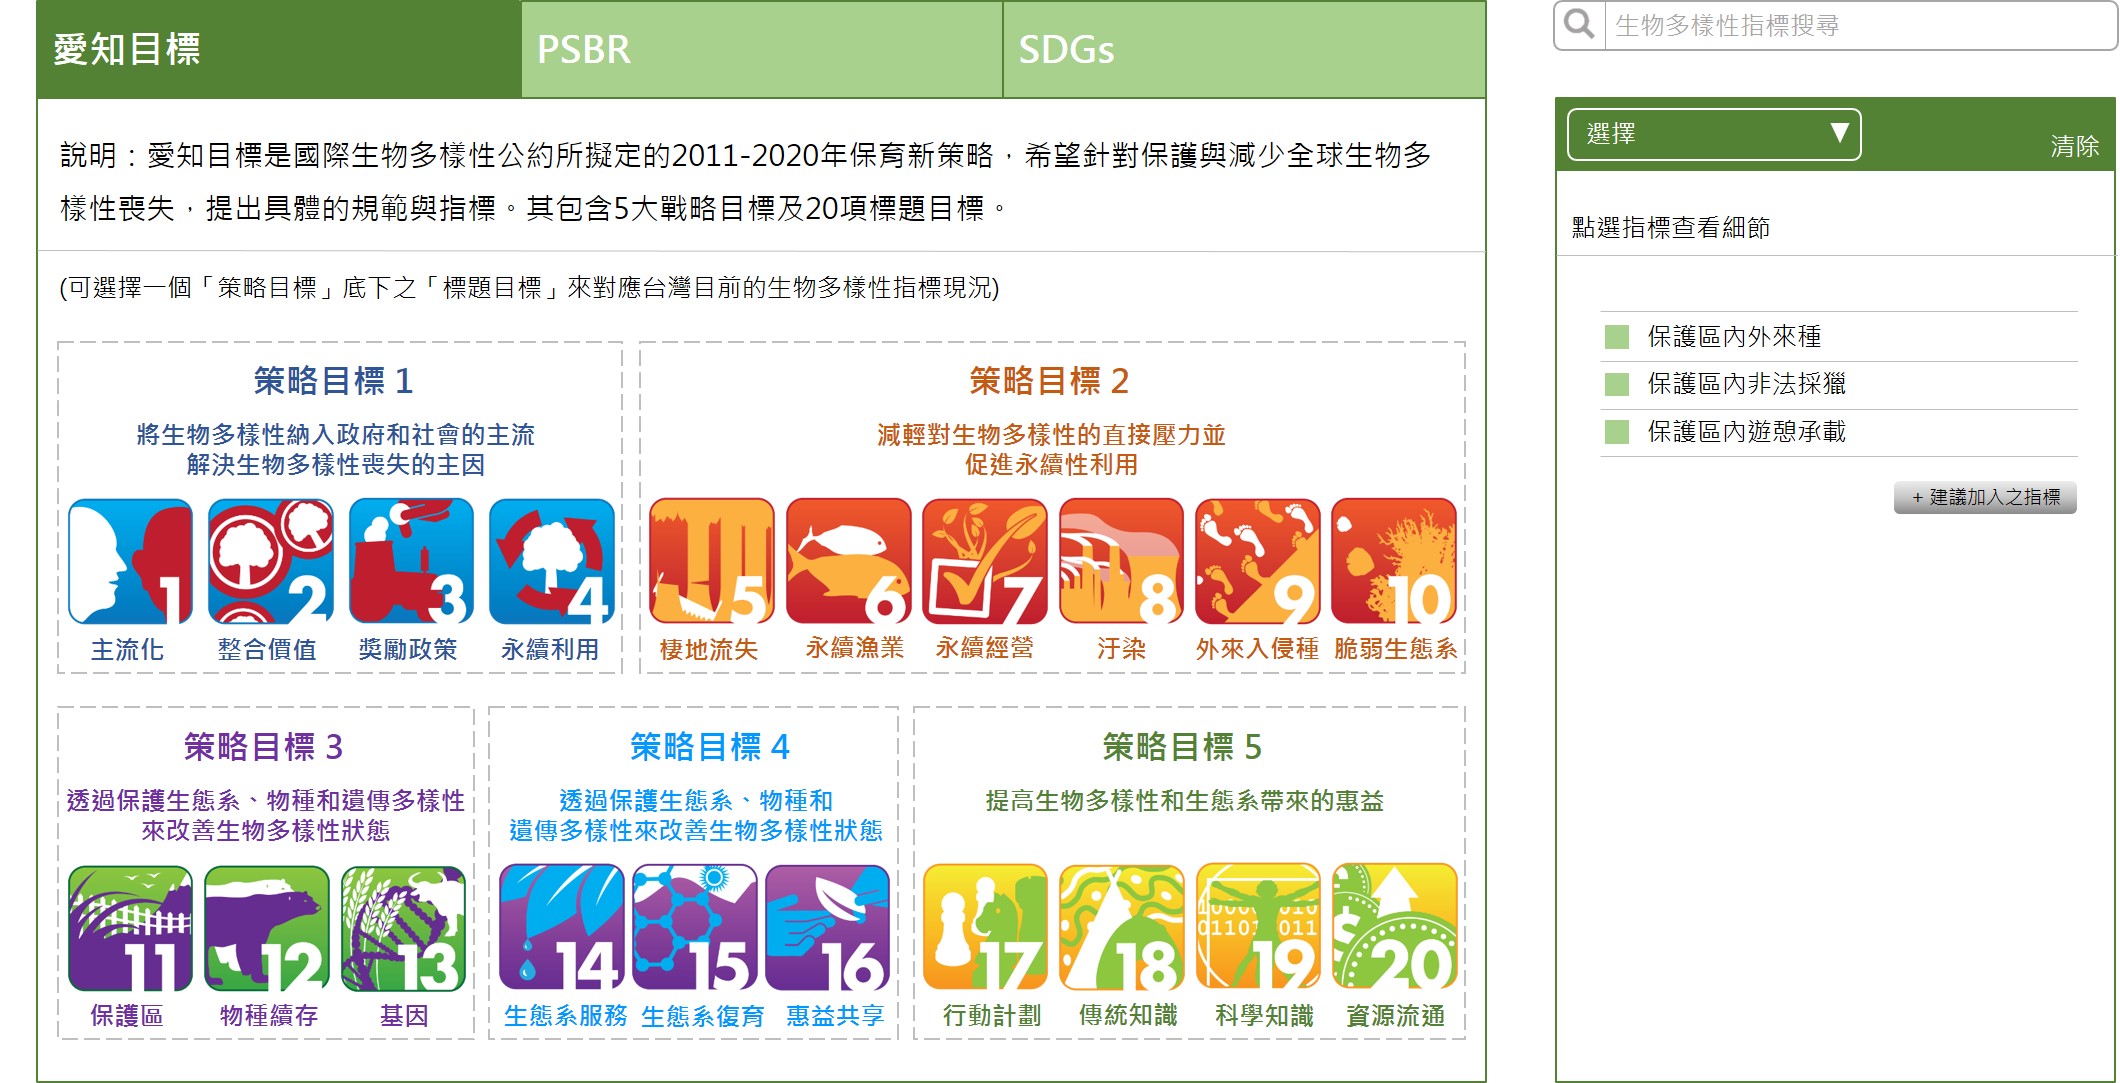 愛知目標
PSBR
SDGs
說明：愛知目標是國際生物多樣性公約所擬定的2011-2020年保育新策略，希望針對保護與減少全球生物多
樣性喪失，提出具體的規範與指標。其包含5大戰略目標及20項標題目標。
(可選擇一個「策略目標」底下之「標題目標」來對應台灣目前的生物多樣性指標現況)
策略目標 1
將生物多樣性納入政府和社會的主流
解決生物多樣性喪失的主因
1
2
3
4
主流化
整合價值
獎勵政策
永續利用
策略目標 2
減輕對生物多樣性的直接壓力並
促進永續性利用
5
6
7
8
9
10
棲地流失
永續漁業
永續經營
汙染
外來入侵種
脆弱生態系
策略目標 3
透過保護生態系、物種和遺傳多樣性
來改善生物多樣性狀態
11
12
13
保護區
物種續存
基因
策略目標 4
透過保護生態系、物種和
遺傳多樣性來改善生物多樣性狀態
14
15
16
生態系服務
生態系復育
惠益共享
策略目標 5
提高生物多樣性和生態系帶來的惠益
17
18
19
20
行動計劃
傳統知識
科學知識
資源流通
生物多樣性指標搜尋
選擇
清除
點選指標查看細節
保護區內外來種
保護區內非法採獵
保護區內遊憩承載
+ 建議加入之指標